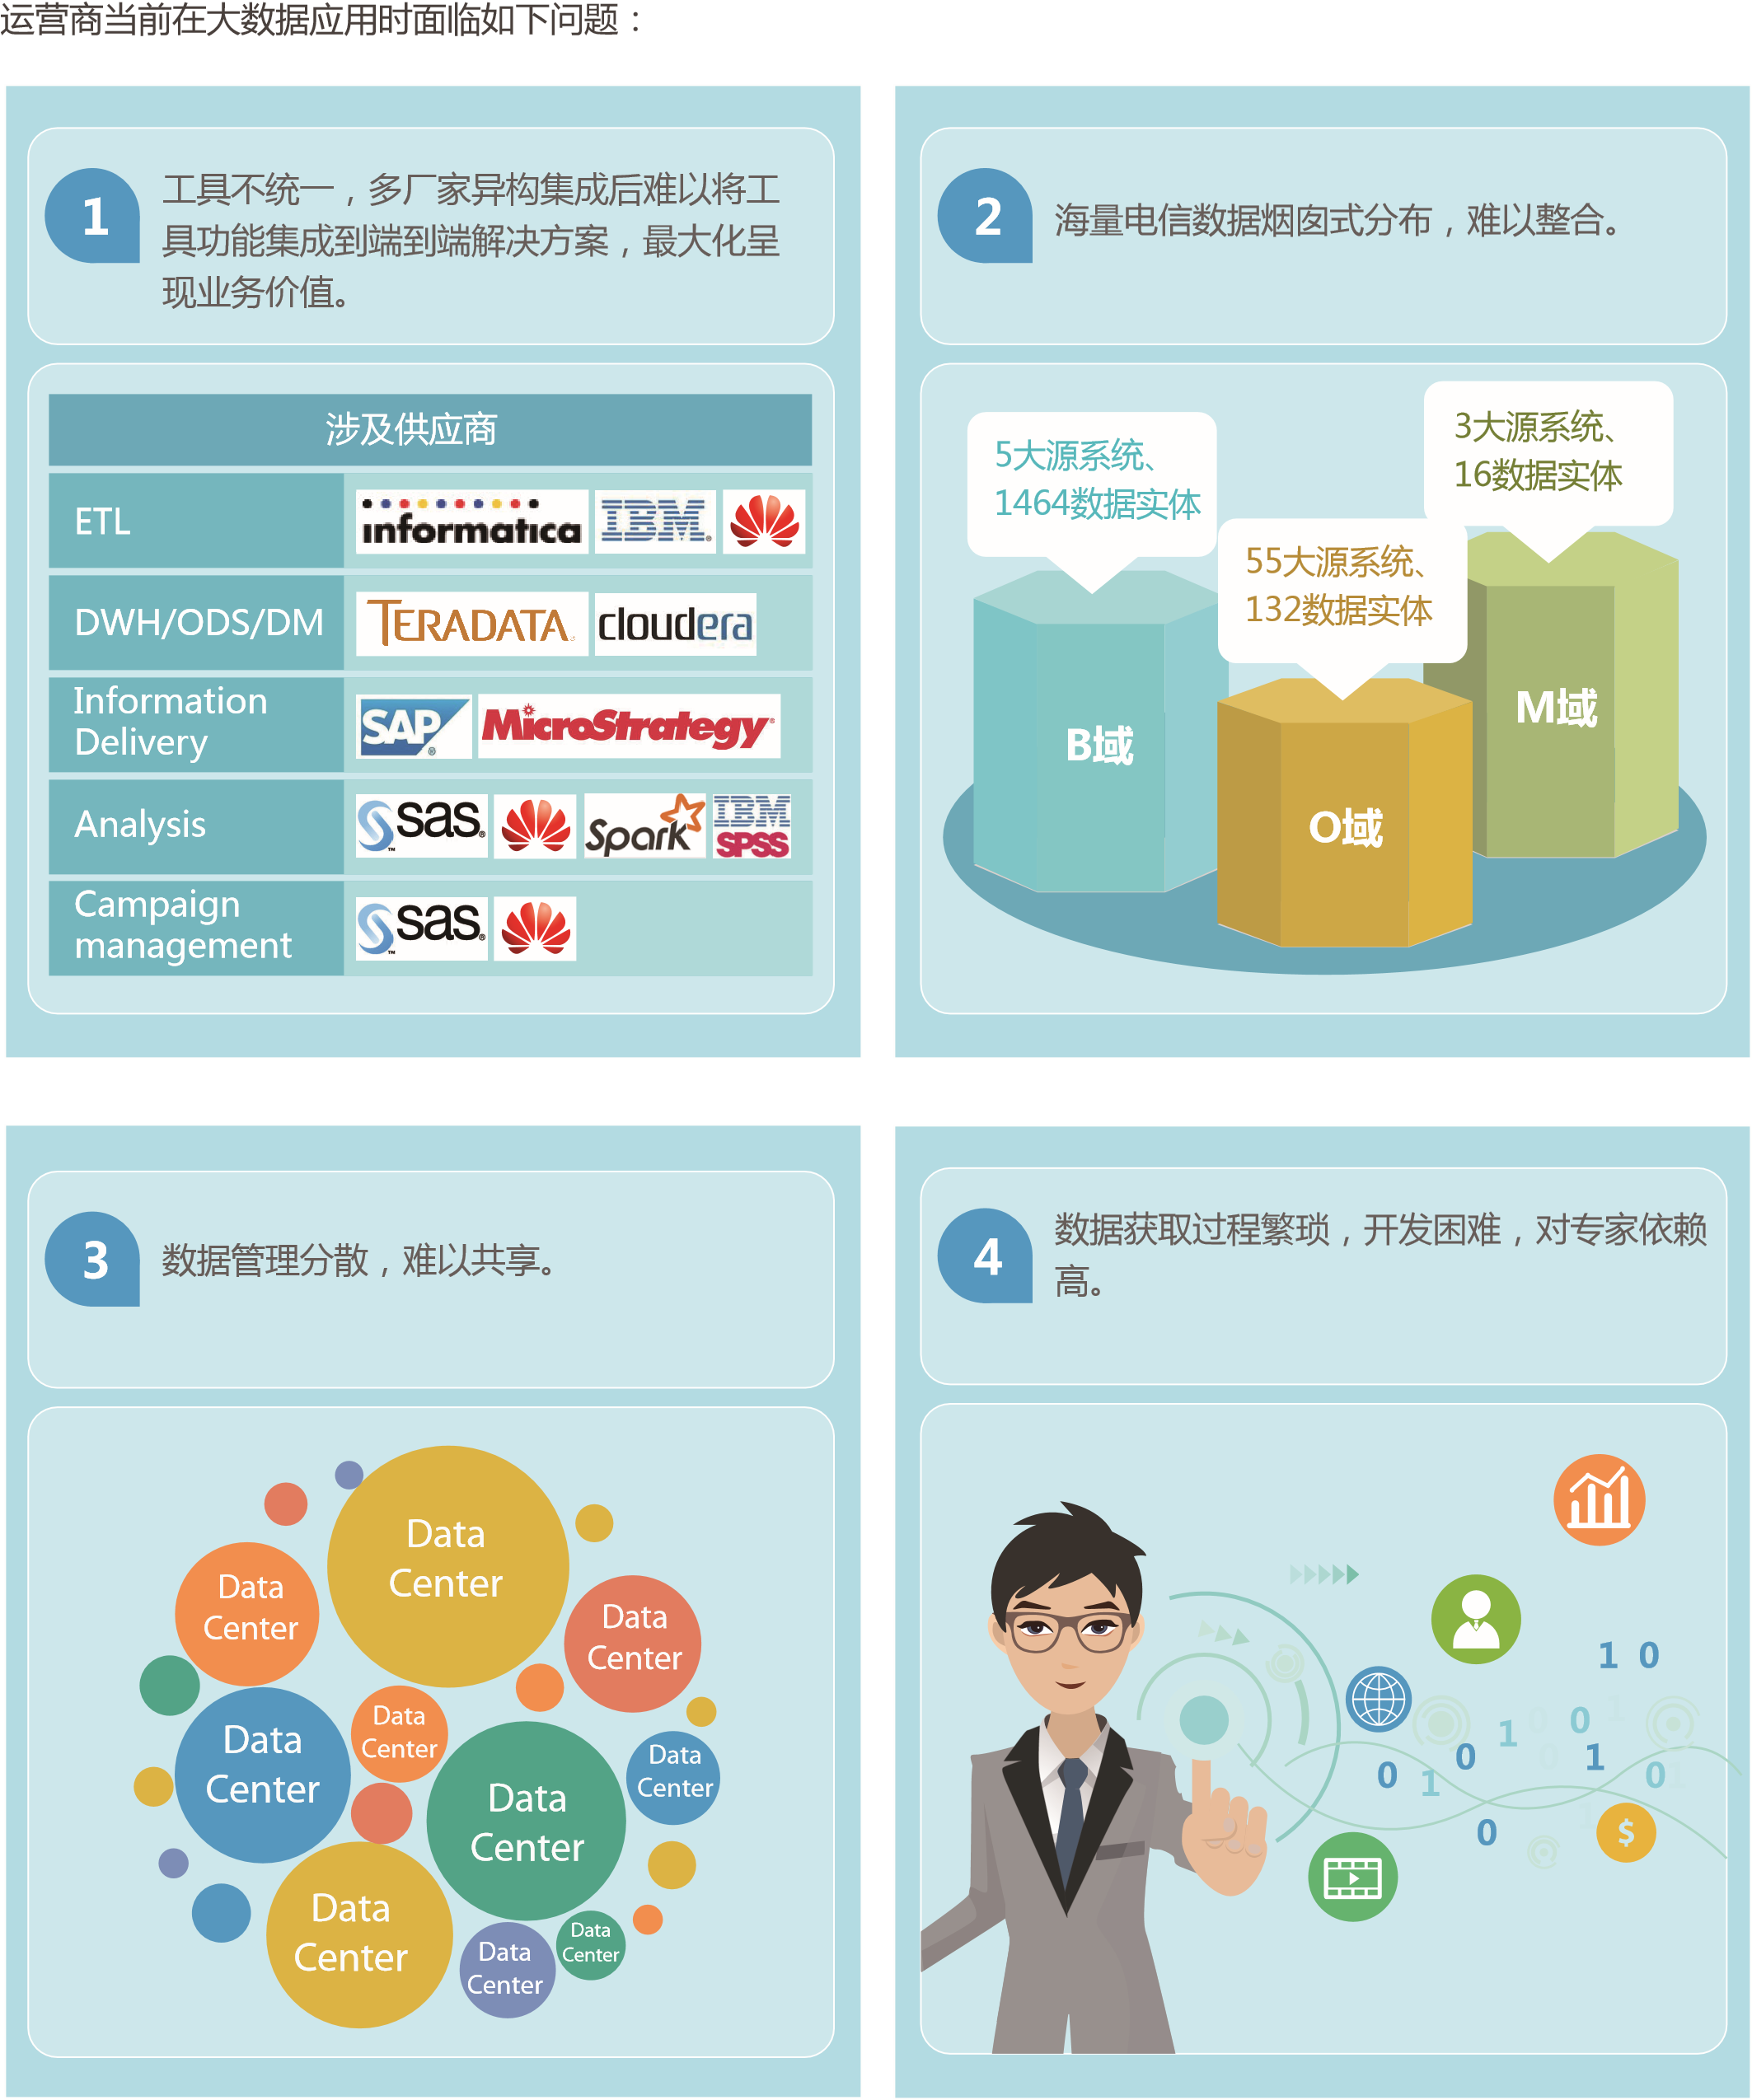 运营商当前在大数据应用时面临如下问题：
1
工具不统一，多厂家异构集成后难以将工
具功能集成到端到端解决方案，最大化呈
现业务价值。
涉及供应商
ETL
informatica
IBM
DWH/ODS/DM
TERADATA
cloudera
Information
Delivery
SAP
MicroStrategy
Analysis
sas
Spark
IBM
SPSS
Campaign
management
sas
2
海量电信数据烟囱式分布，难以整合。
5大源系统、
1464数据实体
3大源系统、
16数据实体
55大源系统、
132数据实体
B域
M域
O域
3
数据管理分散，难以共享。
Data
Center
Data
Center
Data
Center
Data
Center
Data
Center
Data
Center
Data
Center
Data
Center
Data
Center
Data
Center
4
数据获取过程繁琐，开发困难，对专家依赖
高。
1 0
1 0 0 1
0 0 1
0 1 01
0 1
$